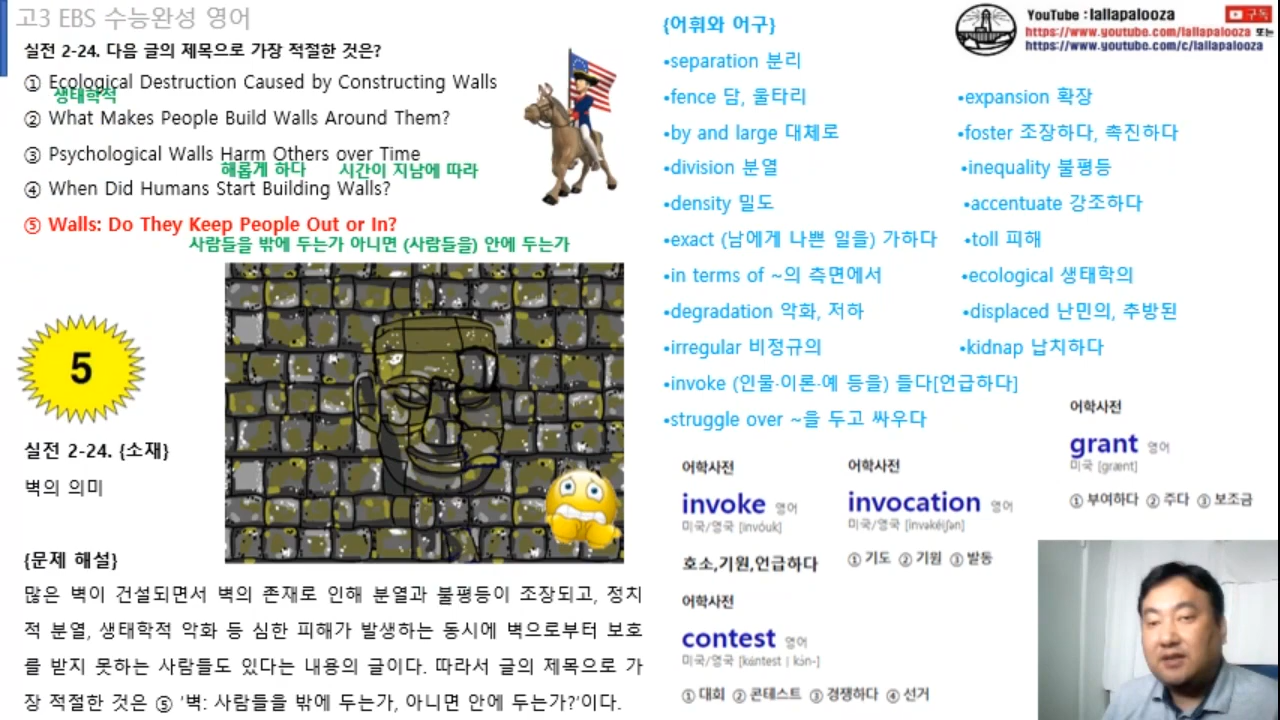 고3 EBS 수능완성 영어
실전 2-24. 다음 글의 제목으로 가장 적절한 것은?
① Ecological Destruction Caused by Constructing Walls
생태학적
② What Makes People Build Walls Around Them?
③ Psychological Walls Harm Others over Time
해롭게 하다 시간이 지남에 따라
④ When Did Humans Start Building Walls?
⑤ Walls: Do They Keep People Out or In?
사람들을 밖에 두는가 아니면 (사람들을) 안에 두는가
5
실전 2-24. {소재}
벽의 의미
{문제 해설}
많은 벽이 건설되면서 벽의 존재로 인해 분열과 불평등이 조장되고, 정치
적 분열, 생태학적 악화 등 심한 피해가 발생하는 동시에 벽으로부터 보호
를 받지 못하는 사람들도 있다는 내용의 글이다. 따라서 글의 제목으로 가
장 적절한 것은 ⑤ '벽: 사람들을 밖에 두는가, 아니면 안에 두는가?'이다.
{어휘와 어구}
•separation 분리
•fence 담, 울타리
•by and large 대체로
•division 분열
•density 밀도
•exact (남에게 나쁜 일을) 가하다
•in terms of ~의 측면에서
•degradation 악화, 저하
•irregular 비정규의
•invoke (인물·이론·예 등을) 들다[언급하다]
•struggle over ~을 두고 싸우다
•expansion 확장
•foster 조장하다, 촉진하다
•inequality 불평등
•accentuate 강조하다
•toll 피해
•ecological 생태학의
•displaced 난민의, 추방된
•kidnap 납치하다
YouTube : lallapalooza
구독
https://www.youtube.com/lallapalooza 또는
https://www.youtube.com/c/lallapalooza
어학사전
invoke 영어
미국/영국 [invóuk]
호소,기원,언급하다
어학사전
invocation 영어
미국/영국 [ìnvəkéiʃən]
① 기도 ② 기원 ③ 발동
어학사전
grant 영어
미국 [grænt]
① 부여하다 ② 주다 ③ 보조금
어학사전
contest 영어
미국/영국 [kάntest | kɔ́n-]
① 대회 ② 콘테스트 ③ 경쟁하다 ④ 선거